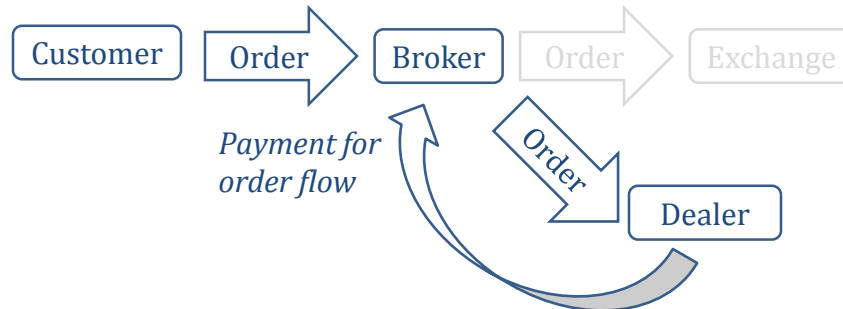 Customer
Order
Broker
Order
Exchange
Payment for
order flow
Order
Dealer